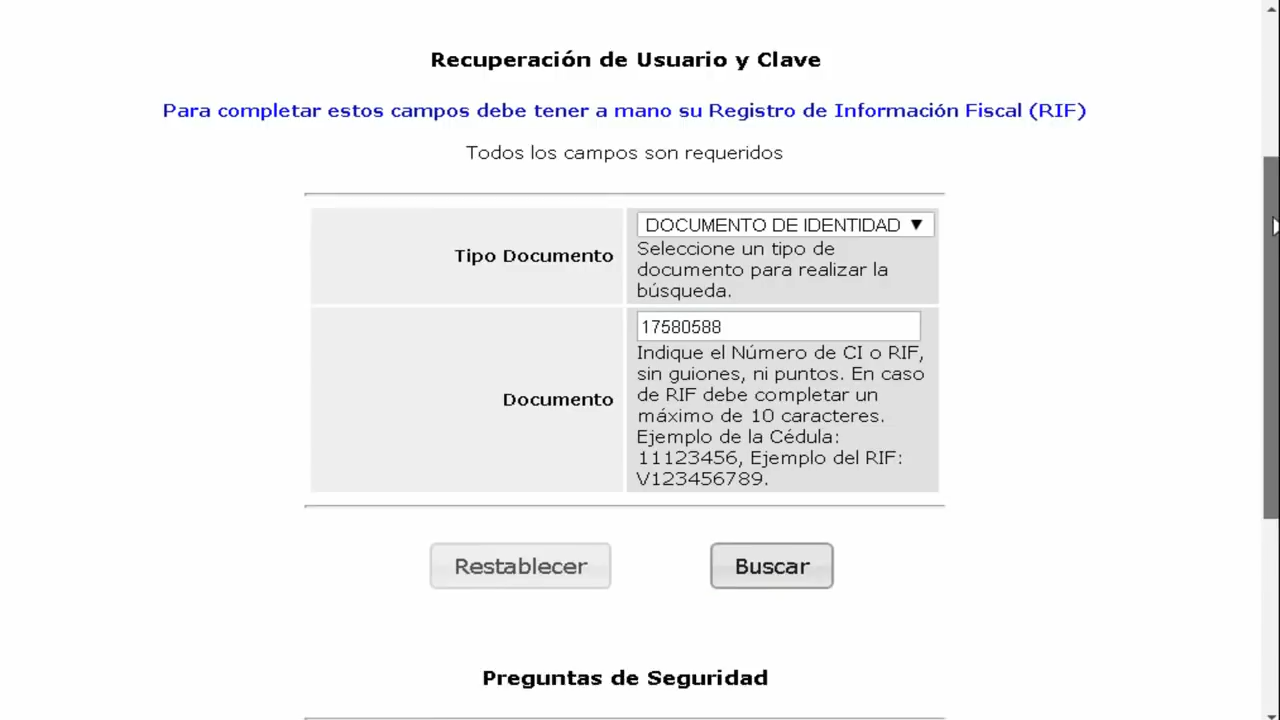 Recuperación de Usuario y Clave
Para completar estos campos debe tener a mano su Registro de Información Fiscal (RIF)
Todos los campos son requeridos
Tipo Documento
DOCUMENTO DE IDENTIDAD ▼
Seleccione un tipo de
documento para realizar la
búsqueda.
Documento
17580588
Indique el Número de CI o RIF,
sin guiones, ni puntos. En caso
de RIF debe completar un
máximo de 10 caracteres.
Ejemplo de la Cédula:
11123456, Ejemplo del RIF:
V123456789.
Restablecer
Buscar
Preguntas de Seguridad